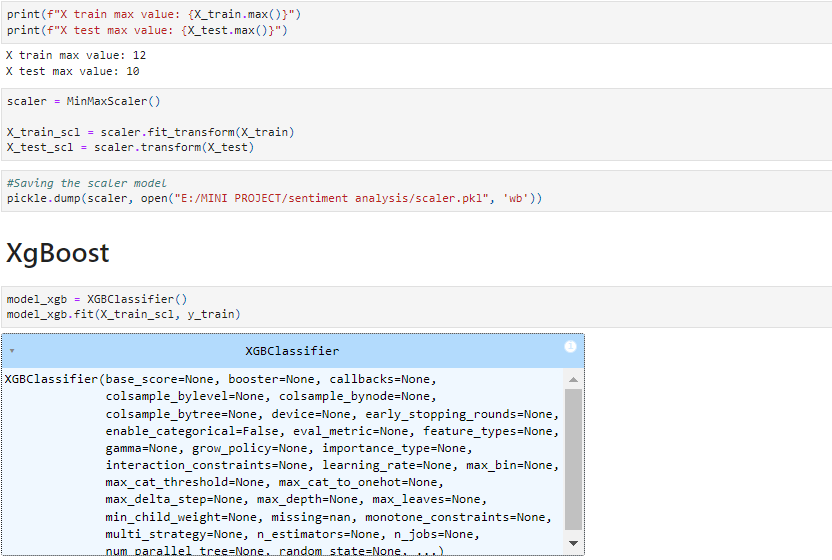 print(f"X train max value: {X_train.max()}")
print(f"X test max value: {X_test.max()}")
X train max value: 12
X test max value: 10
scaler = MinMaxScaler()
X_train_scl = scaler.fit_transform(X_train)
X_test_scl = scaler.transform(X_test)
#Saving the scaler model
pickle.dump(scaler, open("E:/MINI PROJECT/sentiment analysis/scaler.pkl", 'wb'))
XgBoost
model_xgb = XGBClassifier()
model_xgb.fit(X_train_scl, y_train)
XGBClassifier
XGBClassifier(base_score=None, booster=None, callbacks=None,
colsample_bylevel=None, colsample_bynode=None,
colsample_bytree=None, device=None, early_stopping_rounds=None,
enable_categorical=False, eval_metric=None, feature_types=None,
gamma=None, grow_policy=None, importance_type=None,
interaction_constraints=None, learning_rate=None, max_bin=None,
max_cat_threshold=None, max_cat_to_onehot=None,
max_delta_step=None, max_depth=None, max_leaves=None,
min_child_weight=None, missing=nan, monotone_constraints=None,
multi_strategy=None, n_estimators=None, n_jobs=None,
num_parallel_tree=None, random_state=None, ...)